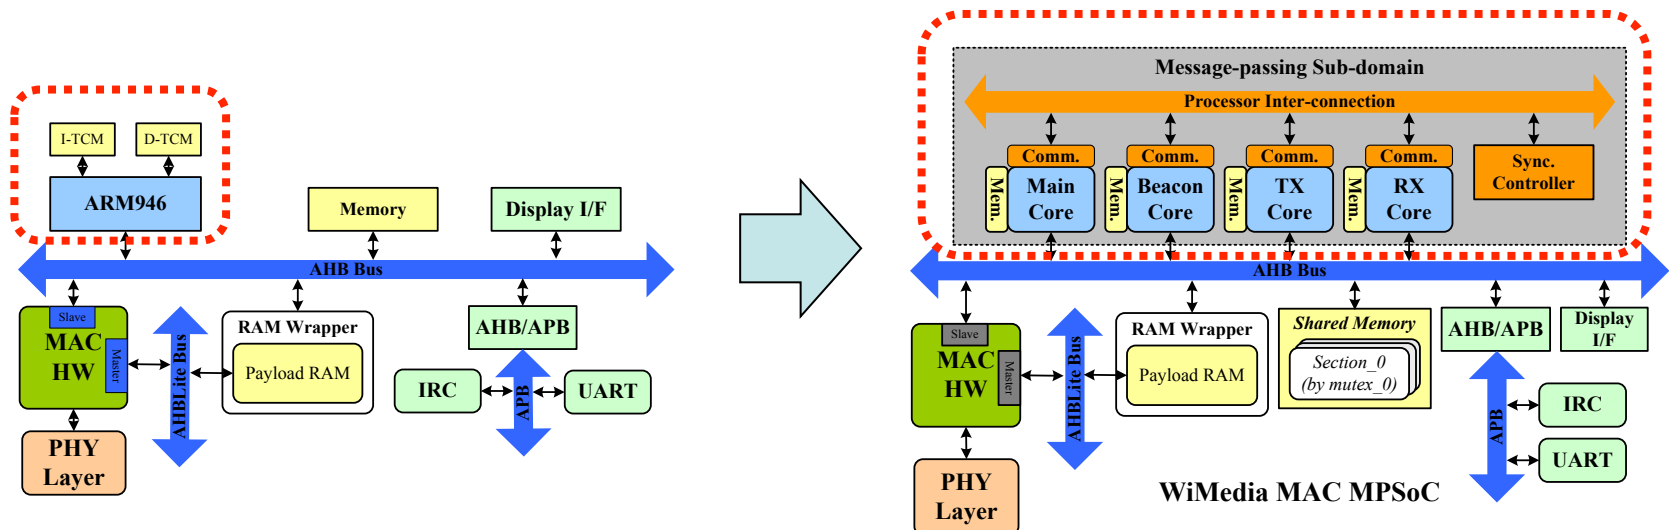 I-TCM
D-TCM
ARM946
Memory
Display I/F
AHB Bus
Slave
MAC
HW
Master
AHBLite Bus
RAM Wrapper
Payload RAM
AHB/APB
IRC
APB
UART
PHY
Layer
Message-passing Sub-domain
Processor Inter-connection
Comm.
Comm.
Comm.
Comm.
Mem.
Main
Core
Mem.
Beacon
Core
Mem.
TX
Core
Mem.
RX
Core
Sync.
Controller
AHB Bus
Slave
MAC
HW
Master
AHBLite Bus
RAM Wrapper
Payload RAM
Shared Memory
Section_0
(by mutex_0)
AHB/APB
Display
I/F
APB
IRC
UART
PHY
Layer
WiMedia MAC MPSoC